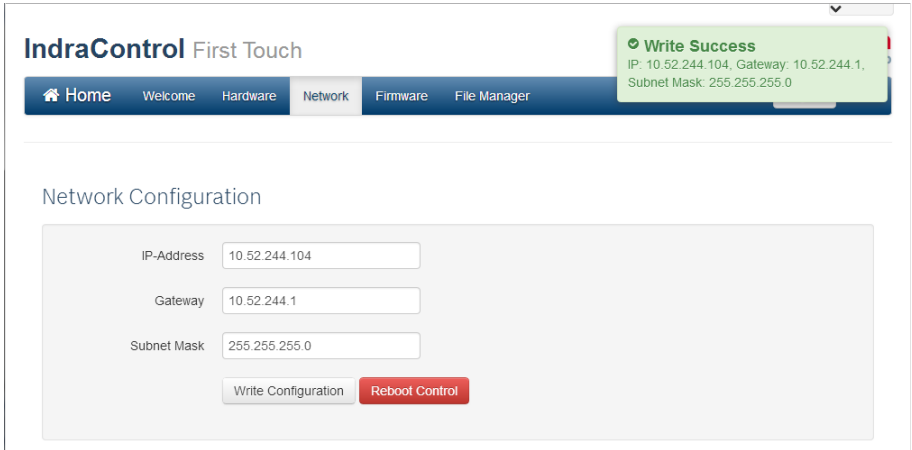 IndraControl First Touch
Write Success
IP: 10.52.244.104, Gateway: 10.52.244.1,
Subnet Mask: 255.255.255.0
Home Welcome Hardware Network Firmware File Manager
Network Configuration
IP-Address 10.52.244.104
Gateway 10.52.244.1
Subnet Mask 255.255.255.0
Write Configuration Reboot Control